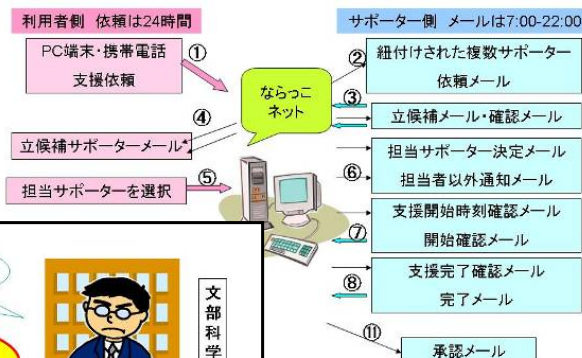 利用者側 依頼は24時間
サポーター側 メールは7:00-22:00
PC端末・携帯電話
支援依頼
①
ならっこ
ネット
②
紐付けされた複数サポーター
依頼メール
③
立候補メール・確認メール
④
立候補サポーターメール
⑤
担当サポーターを選択
⑥
担当サポーター決定メール
担当者以外通知メール
⑦
支援開始時刻確認メール
開始確認メール
⑧
支援完了確認メール
完了メール
⑪
承認メール
文部科学